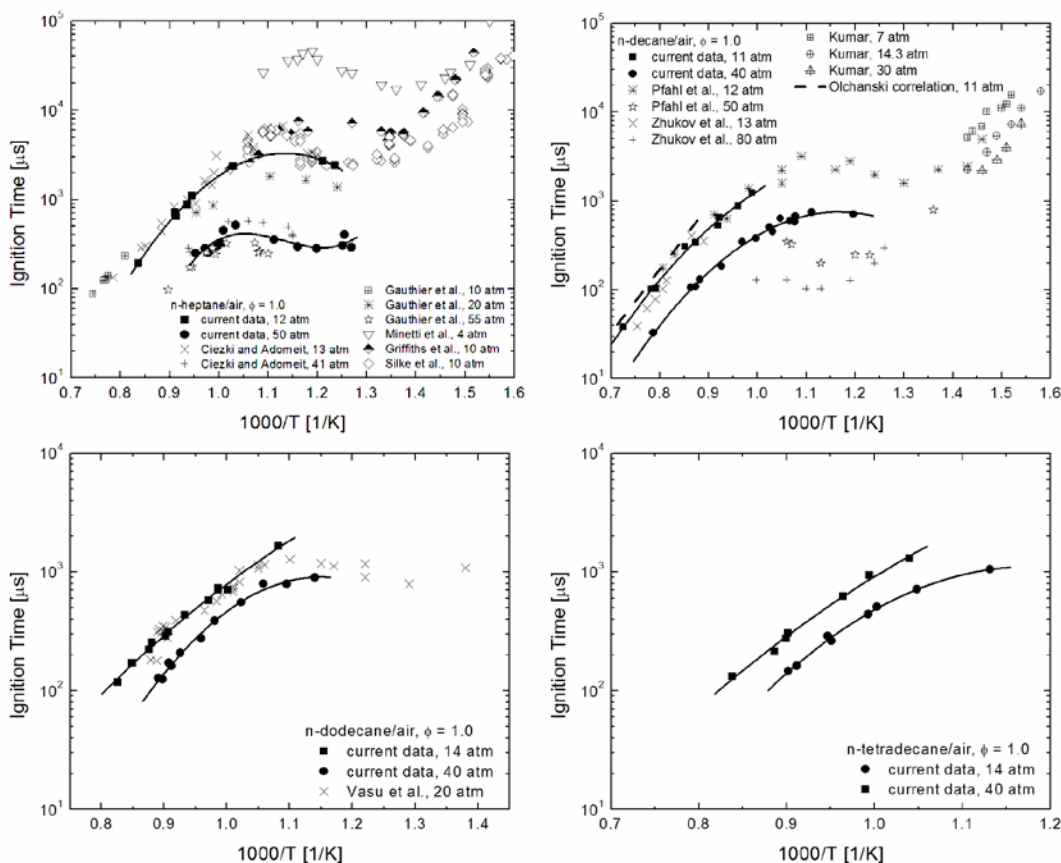 10⁵
10⁴
10³
10²
10¹
Ignition Time [µs]
n-heptane/air, ϕ = 1.0
current data, 12 atm
current data, 50 atm
Ciezki and Adomeit, 13 atm
Ciezki and Adomeit, 41 atm
Gauthier et al., 10 atm
Gauthier et al., 20 atm
Gauthier et al., 55 atm
Minetti et al., 4 atm
Griffiths et al., 10 atm
Silke et al., 10 atm
0.7 0.8 0.9 1.0 1.1 1.2 1.3 1.4 1.5 1.6
1000/T [1/K]
10⁵
10⁴
10³
10²
10¹
Ignition Time [µs]
n-decane/air, ϕ = 1.0
current data, 11 atm
current data, 40 atm
Pfahl et al., 12 atm
Pfahl et al., 50 atm
Zhukov et al., 13 atm
Zhukov et al., 80 atm
Kumar, 7 atm
Kumar, 14.3 atm
Kumar, 30 atm
Olchanski correlation, 11 atm
0.7 0.8 0.9 1.0 1.1 1.2 1.3 1.4 1.5 1.6
1000/T [1/K]
10⁴
10³
10²
10¹
Ignition Time [µs]
n-dodecane/air, ϕ = 1.0
current data, 14 atm
current data, 40 atm
Vasu et al., 20 atm
0.8 0.9 1.0 1.1 1.2 1.3 1.4
1000/T [1/K]
10⁴
10³
10²
10¹
Ignition Time [µs]
n-tetradecane/air, ϕ = 1.0
current data, 14 atm
current data, 40 atm
0.7 0.8 0.9 1.0 1.1 1.2
1000/T [1/K]